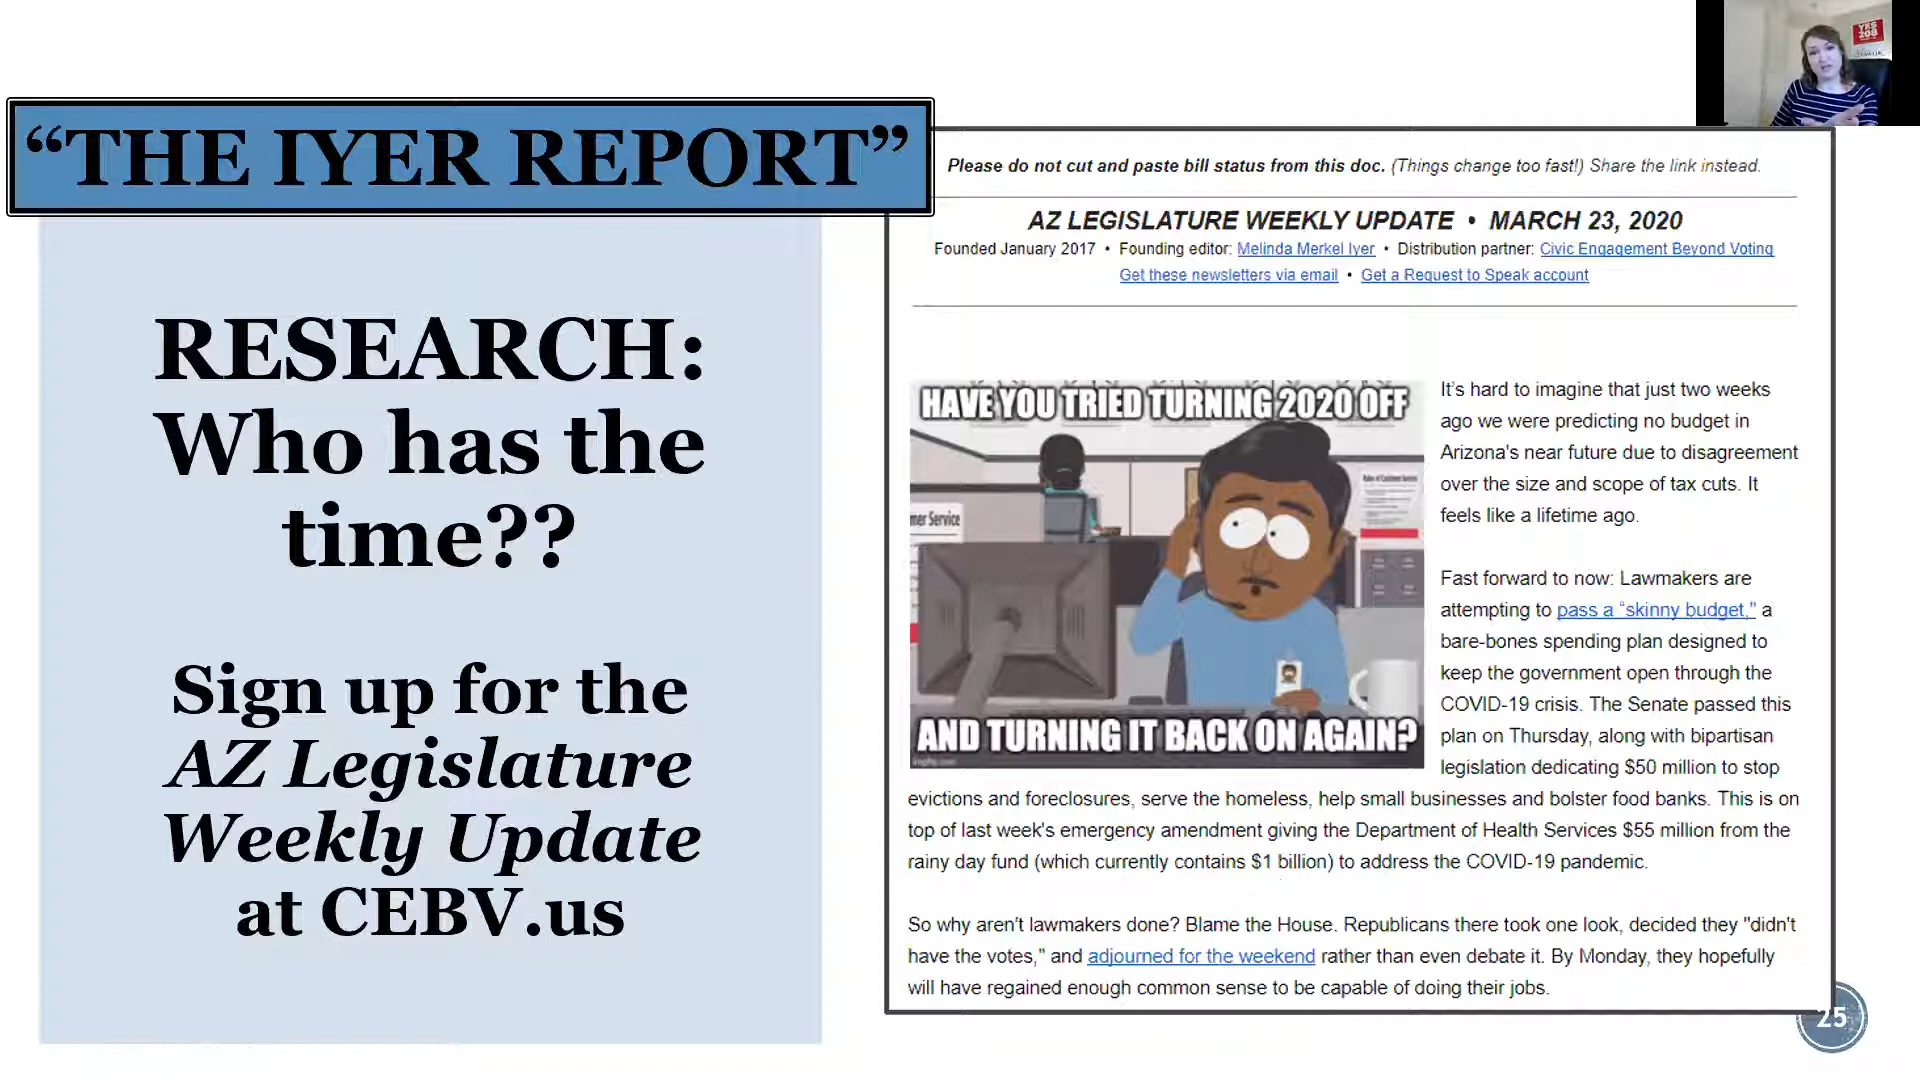 YES
208
“THE IYER REPORT”
RESEARCH:
Who has the
time??
Sign up for the
AZ Legislature
Weekly Update
at CEBV.us
Please do not cut and paste bill status from this doc. (Things change too fast!) Share the link instead.
AZ LEGISLATURE WEEKLY UPDATE • MARCH 23, 2020
Founded January 2017 • Founding editor: Melinda Merkel Iyer • Distribution partner: Civic Engagement Beyond Voting
Get these newsletters via email • Get a Request to Speak account
HAVE YOU TRIED TURNING 2020 OFF
Rules of Customer Service
mer Service
AND TURNING IT BACK ON AGAIN?
imgflip.com
It's hard to imagine that just two weeks
ago we were predicting no budget in
Arizona's near future due to disagreement
over the size and scope of tax cuts. It
feels like a lifetime ago.
Fast forward to now: Lawmakers are
attempting to pass a “skinny budget,” a
bare-bones spending plan designed to
keep the government open through the
COVID-19 crisis. The Senate passed this
plan on Thursday, along with bipartisan
legislation dedicating $50 million to stop
evictions and foreclosures, serve the homeless, help small businesses and bolster food banks. This is on
top of last week's emergency amendment giving the Department of Health Services $55 million from the
rainy day fund (which currently contains $1 billion) to address the COVID-19 pandemic.
So why aren't lawmakers done? Blame the House. Republicans there took one look, decided they "didn't
have the votes," and adjourned for the weekend rather than even debate it. By Monday, they hopefully
will have regained enough common sense to be capable of doing their jobs.
25